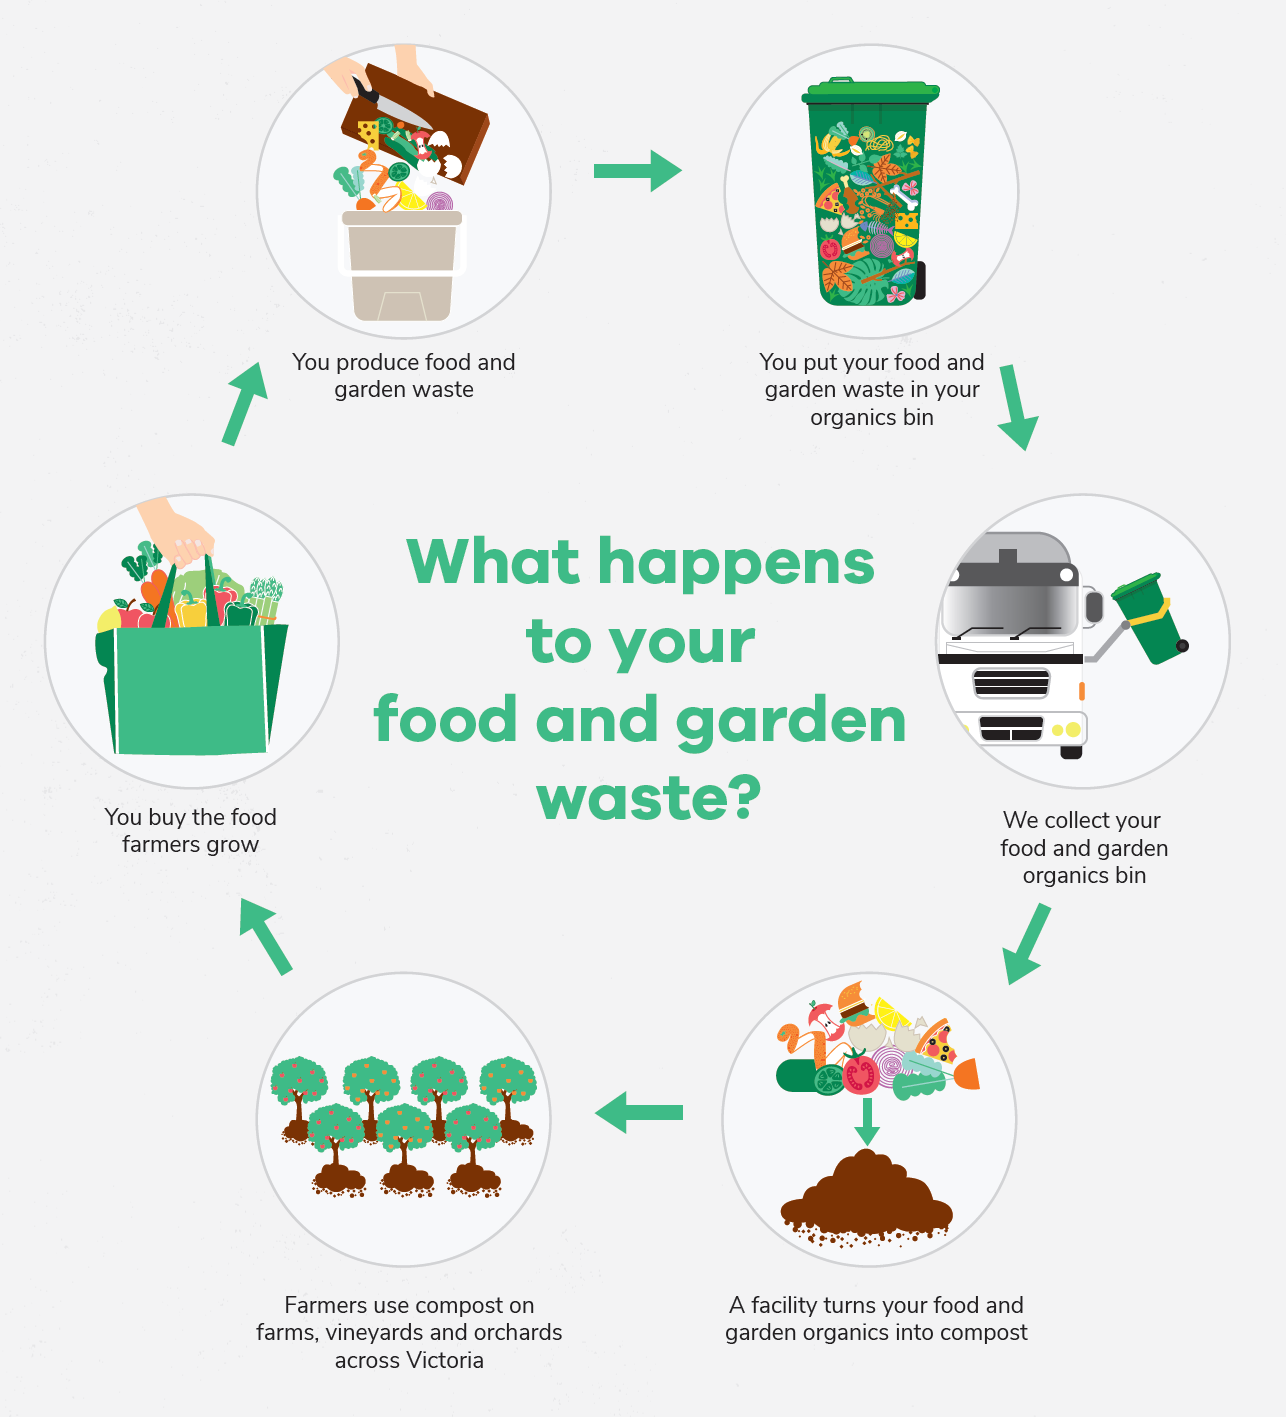 You produce food and
garden waste
You put your food and
garden waste in your
organics bin
We collect your
food and garden
organics bin
A facility turns your food and
garden organics into compost
Farmers use compost on
farms, vineyards and orchards
across Victoria
You buy the food
farmers grow
What happens
to your
food and garden
waste?